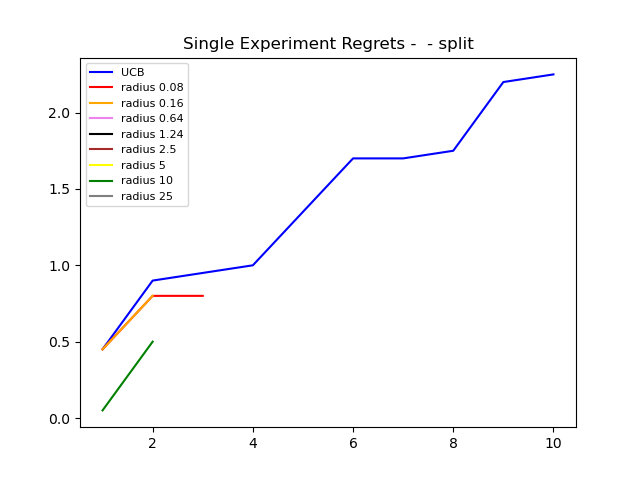 Single Experiment Regrets -  - split
UCB
radius 0.08
radius 0.16
radius 0.64
radius 1.24
radius 2.5
radius 5
radius 10
radius 25
2.0
1.5
1.0
0.5
0.0
2 4 6 8 10